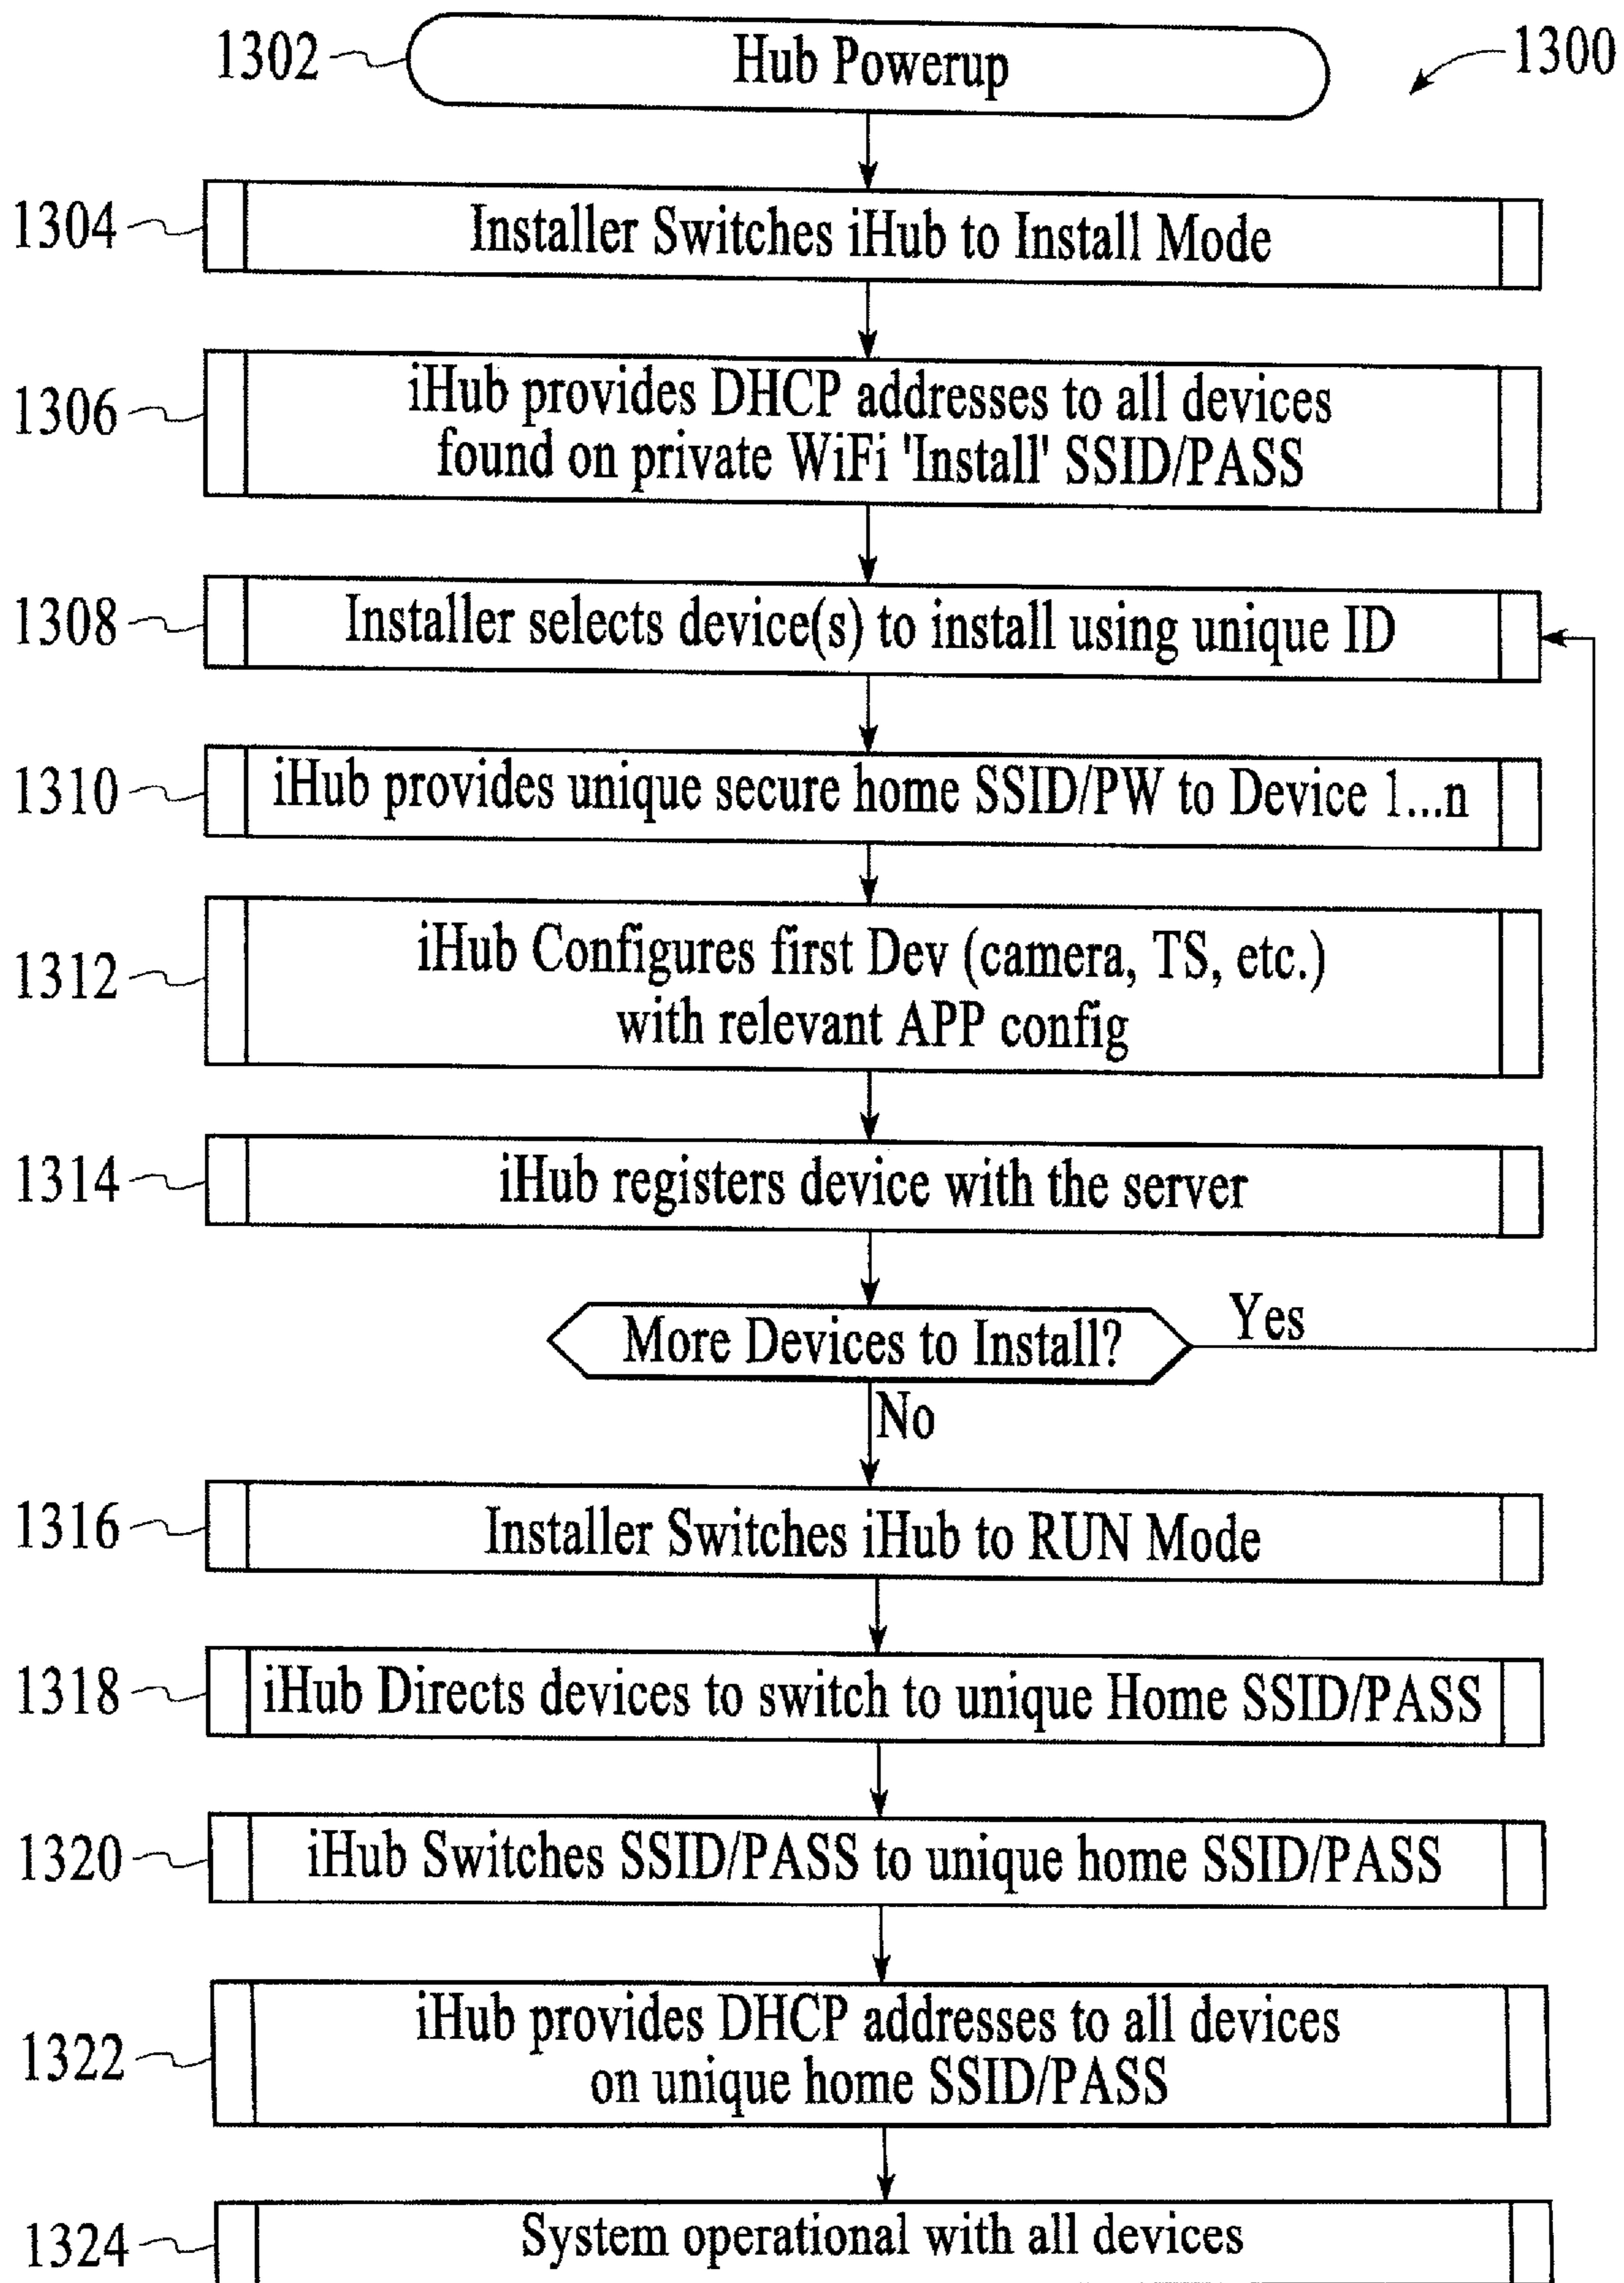 1302
Hub Powerup
1300
1304
Installer Switches iHub to Install Mode
1306
iHub provides DHCP addresses to all devices
found on private WiFi 'Install' SSID/PASS
1308
Installer selects device(s) to install using unique ID
1310
iHub provides unique secure home SSID/PW to Device 1...n
1312
iHub Configures first Dev (camera, TS, etc.)
with relevant APP config
1314
iHub registers device with the server
More Devices to Install?
Yes
No
1316
Installer Switches iHub to RUN Mode
1318
iHub Directs devices to switch to unique Home SSID/PASS
1320
iHub Switches SSID/PASS to unique home SSID/PASS
1322
iHub provides DHCP addresses to all devices
on unique home SSID/PASS
1324
System operational with all devices